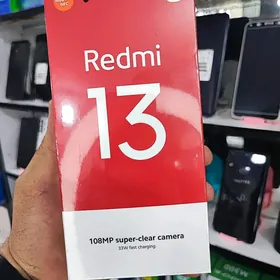 Redmi
13
108MP super-clear camera
33W fast charging